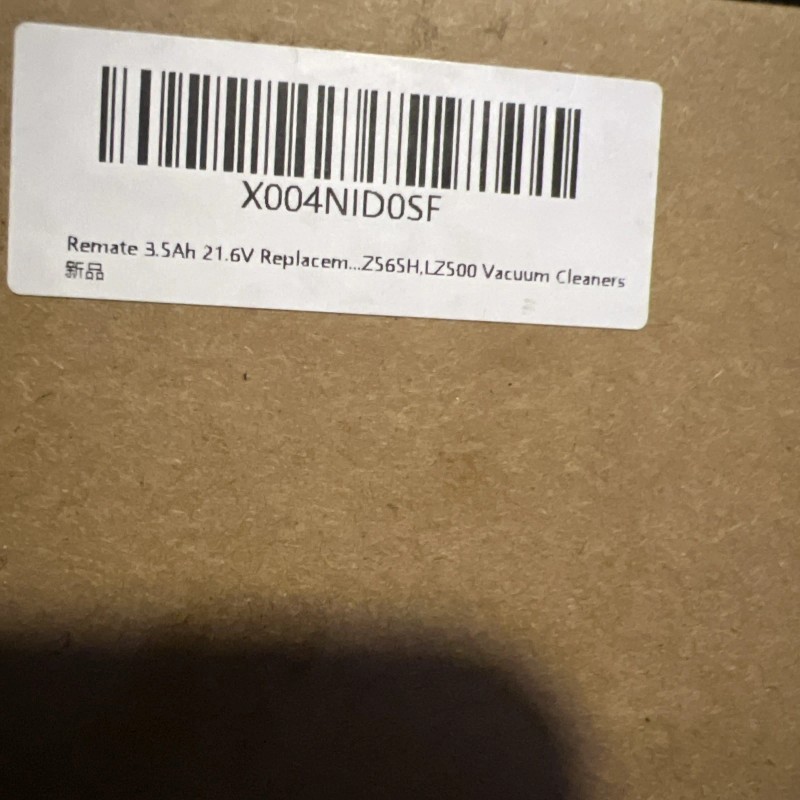 X004NID0SF
Remate 3.5Ah 21.6V Replacem...Z565H,LZ500 Vacuum Cleaners
新品